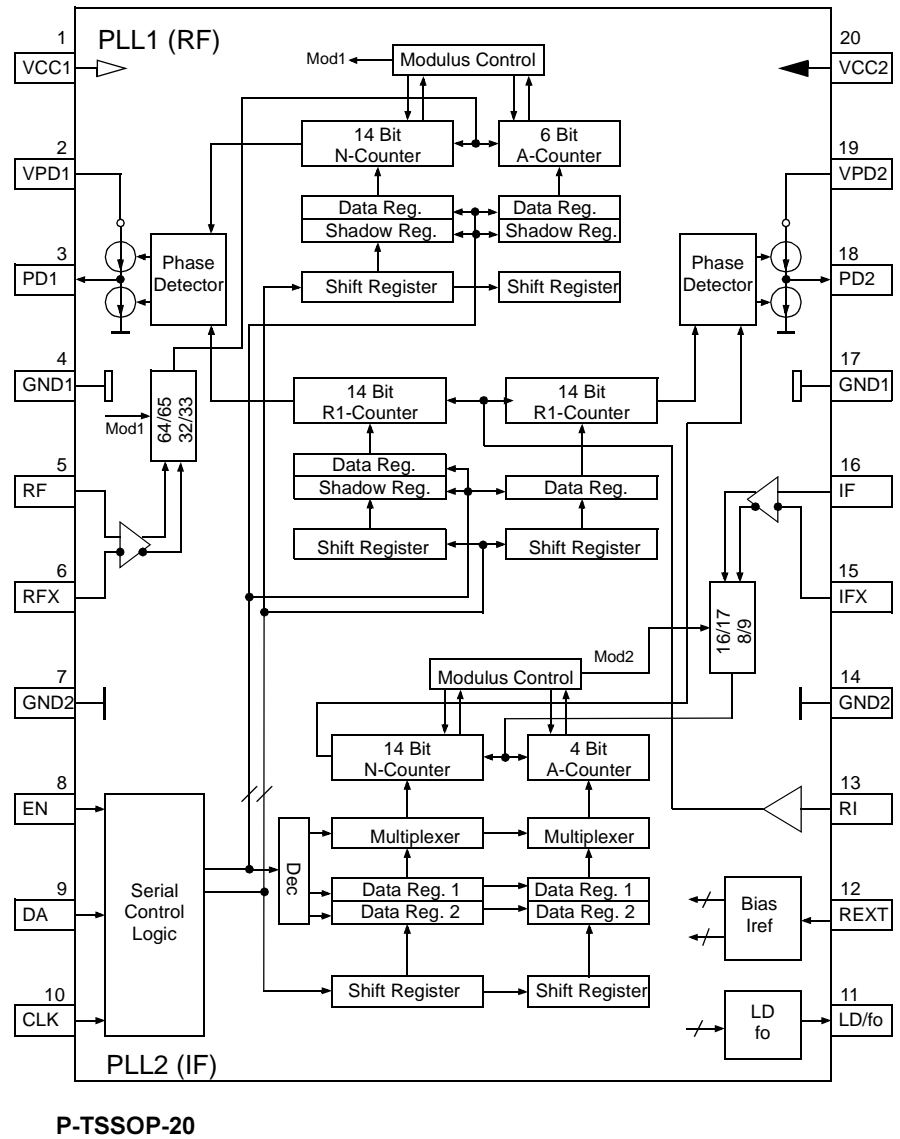 PLL1 (RF)
1
VCC1
2
VPD1
3
PD1
4
GND1
5
RF
6
RFX
7
GND2
8
EN
9
DA
10
CLK
20
VCC2
19
VPD2
18
PD2
17
GND1
16
IF
15
IFX
14
GND2
13
RI
12
REXT
11
LD/fo
Mod1
Modulus Control
14 Bit
N-Counter
6 Bit
A-Counter
Data Reg.
Shadow Reg.
Data Reg.
Shadow Reg.
Shift Register
Shift Register
Phase
Detector
Phase
Detector
Mod1
64/65
32/33
14 Bit
R1-Counter
14 Bit
R1-Counter
Data Reg.
Shadow Reg.
Data Reg.
Shift Register
Shift Register
16/17
8/9
Mod2
Modulus Control
14 Bit
N-Counter
4 Bit
A-Counter
Dec
Multiplexer
Multiplexer
Data Reg. 1
Data Reg. 2
Data Reg. 1
Data Reg. 2
Shift Register
Shift Register
Serial
Control
Logic
Bias
Iref
LD
fo
PLL2 (IF)
P-TSSOP-20